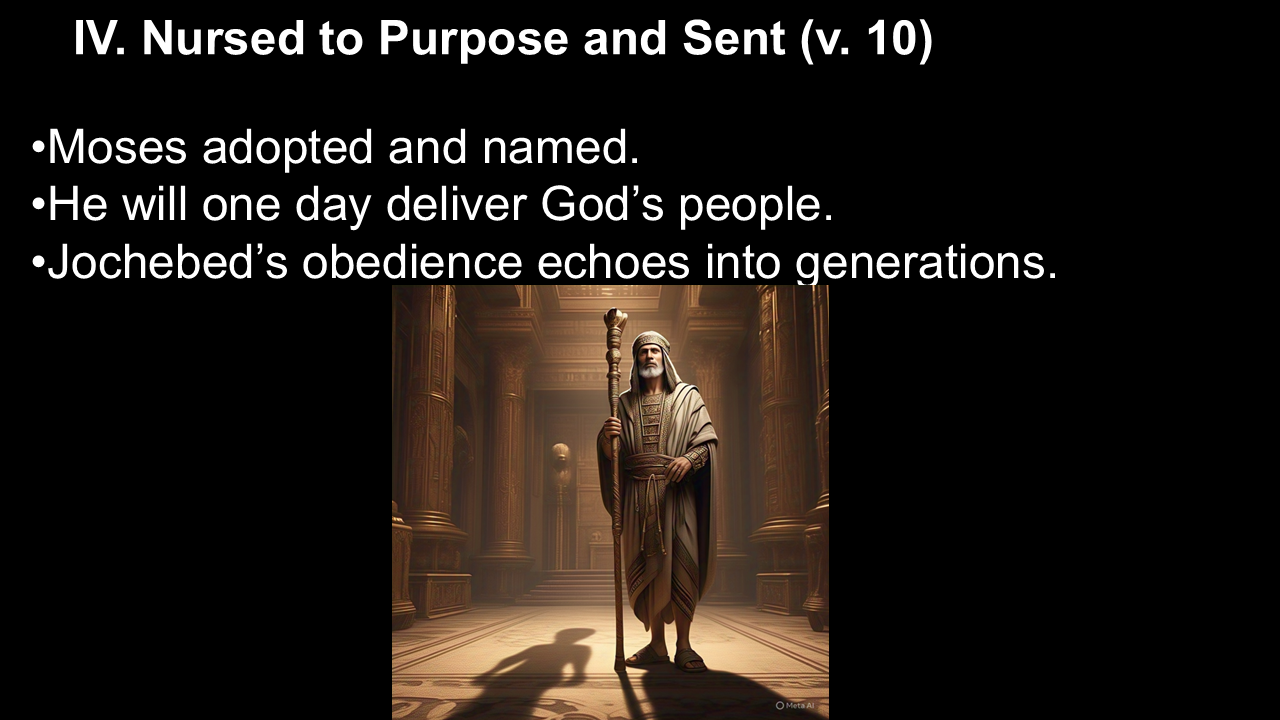 IV. Nursed to Purpose and Sent (v. 10)
•Moses adopted and named.
•He will one day deliver God’s people.
•Jochebed’s obedience echoes into generations.
Meta AI